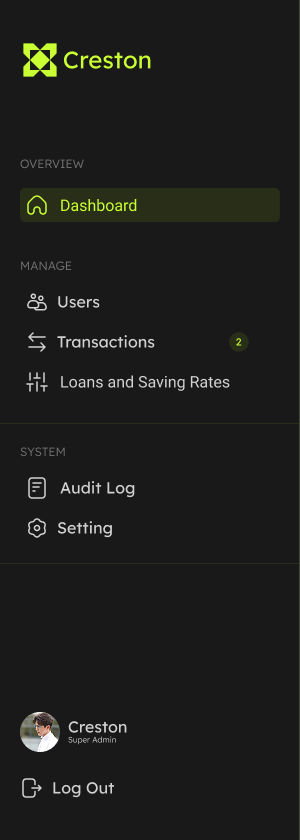 Creston
OVERVIEW
Dashboard
MANAGE
Users
Transactions 2
Loans and Saving Rates
SYSTEM
Audit Log
Setting
Creston
Super Admin
Log Out